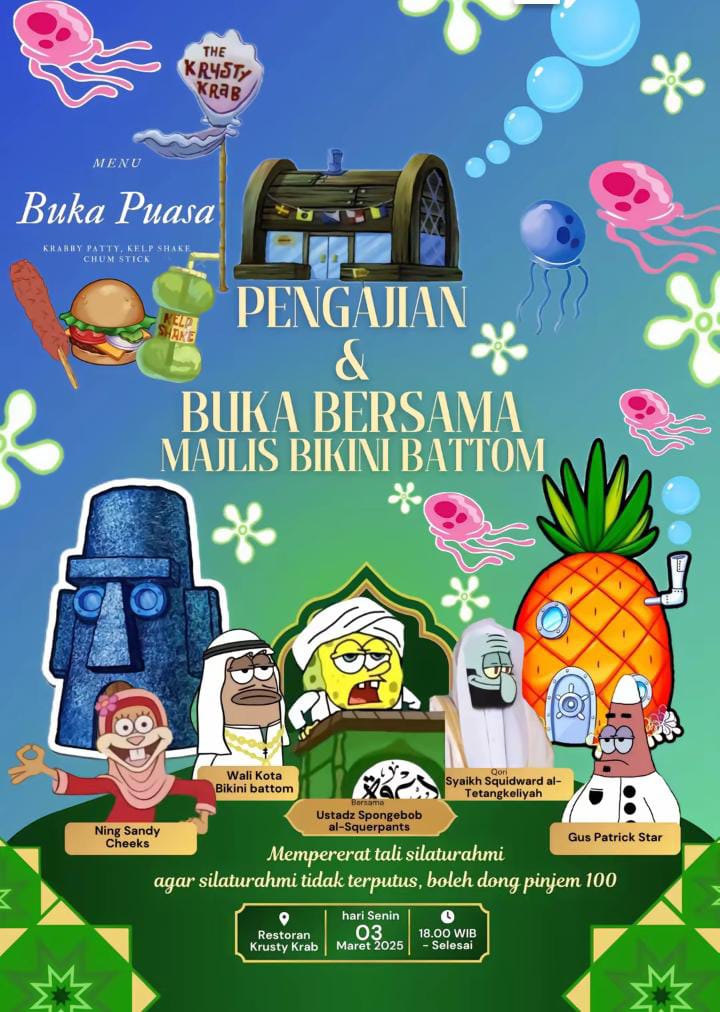 THE
KRUSTY
KRAB
MENU
Buka Puasa
KRABBY PATTY, KELP SHAKE
CHUM STICK
KELP
SHAKE
PENGAJIAN
&
BUKA BERSAMA
MAJLIS BIKINI BATTOM
Wali Kota
Bikini battom
Qori
Syaikh Squidward al-
Tetangkeliyah
Bersama
Ustadz Spongebob
al-Squerpants
Ning Sandy
Cheeks
Gus Patrick Star
Mempererat tali silaturahmi
agar silaturahmi tidak terputus, boleh dong pinjem 100
Restoran
Krusty Krab
hari Senin
03
Maret 2025
18.00 WIB
- Selesai